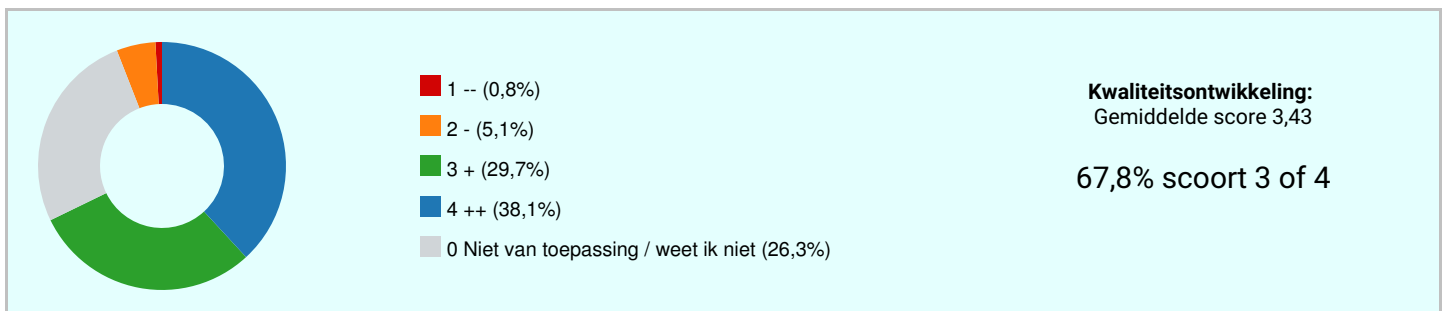 1 -- (0,8%)
2 - (5,1%)
3 + (29,7%)
4 ++ (38,1%)
0 Niet van toepassing / weet ik niet (26,3%)
Kwaliteitsontwikkeling:
Gemiddelde score 3,43
67,8% scoort 3 of 4